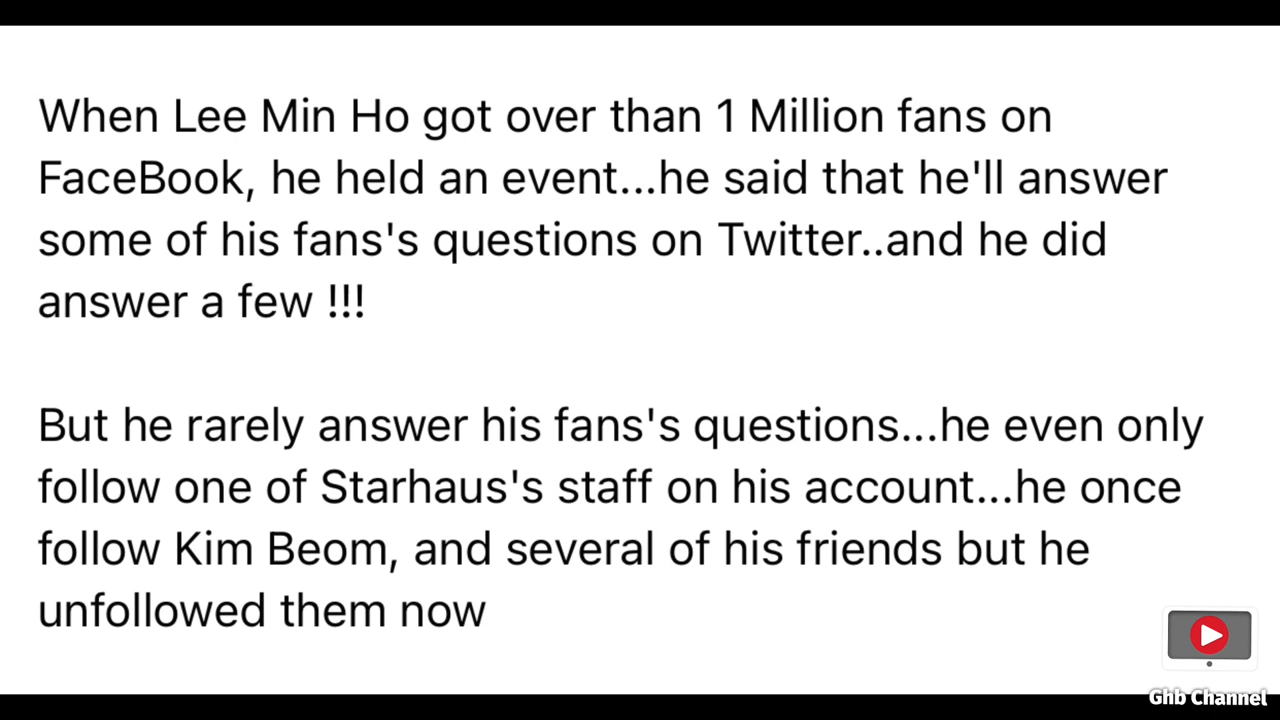 When Lee Min Ho got over than 1 Million fans on
FaceBook, he held an event...he said that he'll answer
some of his fans's questions on Twitter..and he did
answer a few !!!
But he rarely answer his fans's questions...he even only
follow one of Starhaus's staff on his account...he once
follow Kim Beom, and several of his friends but he
unfollowed them now
Ghb Channel